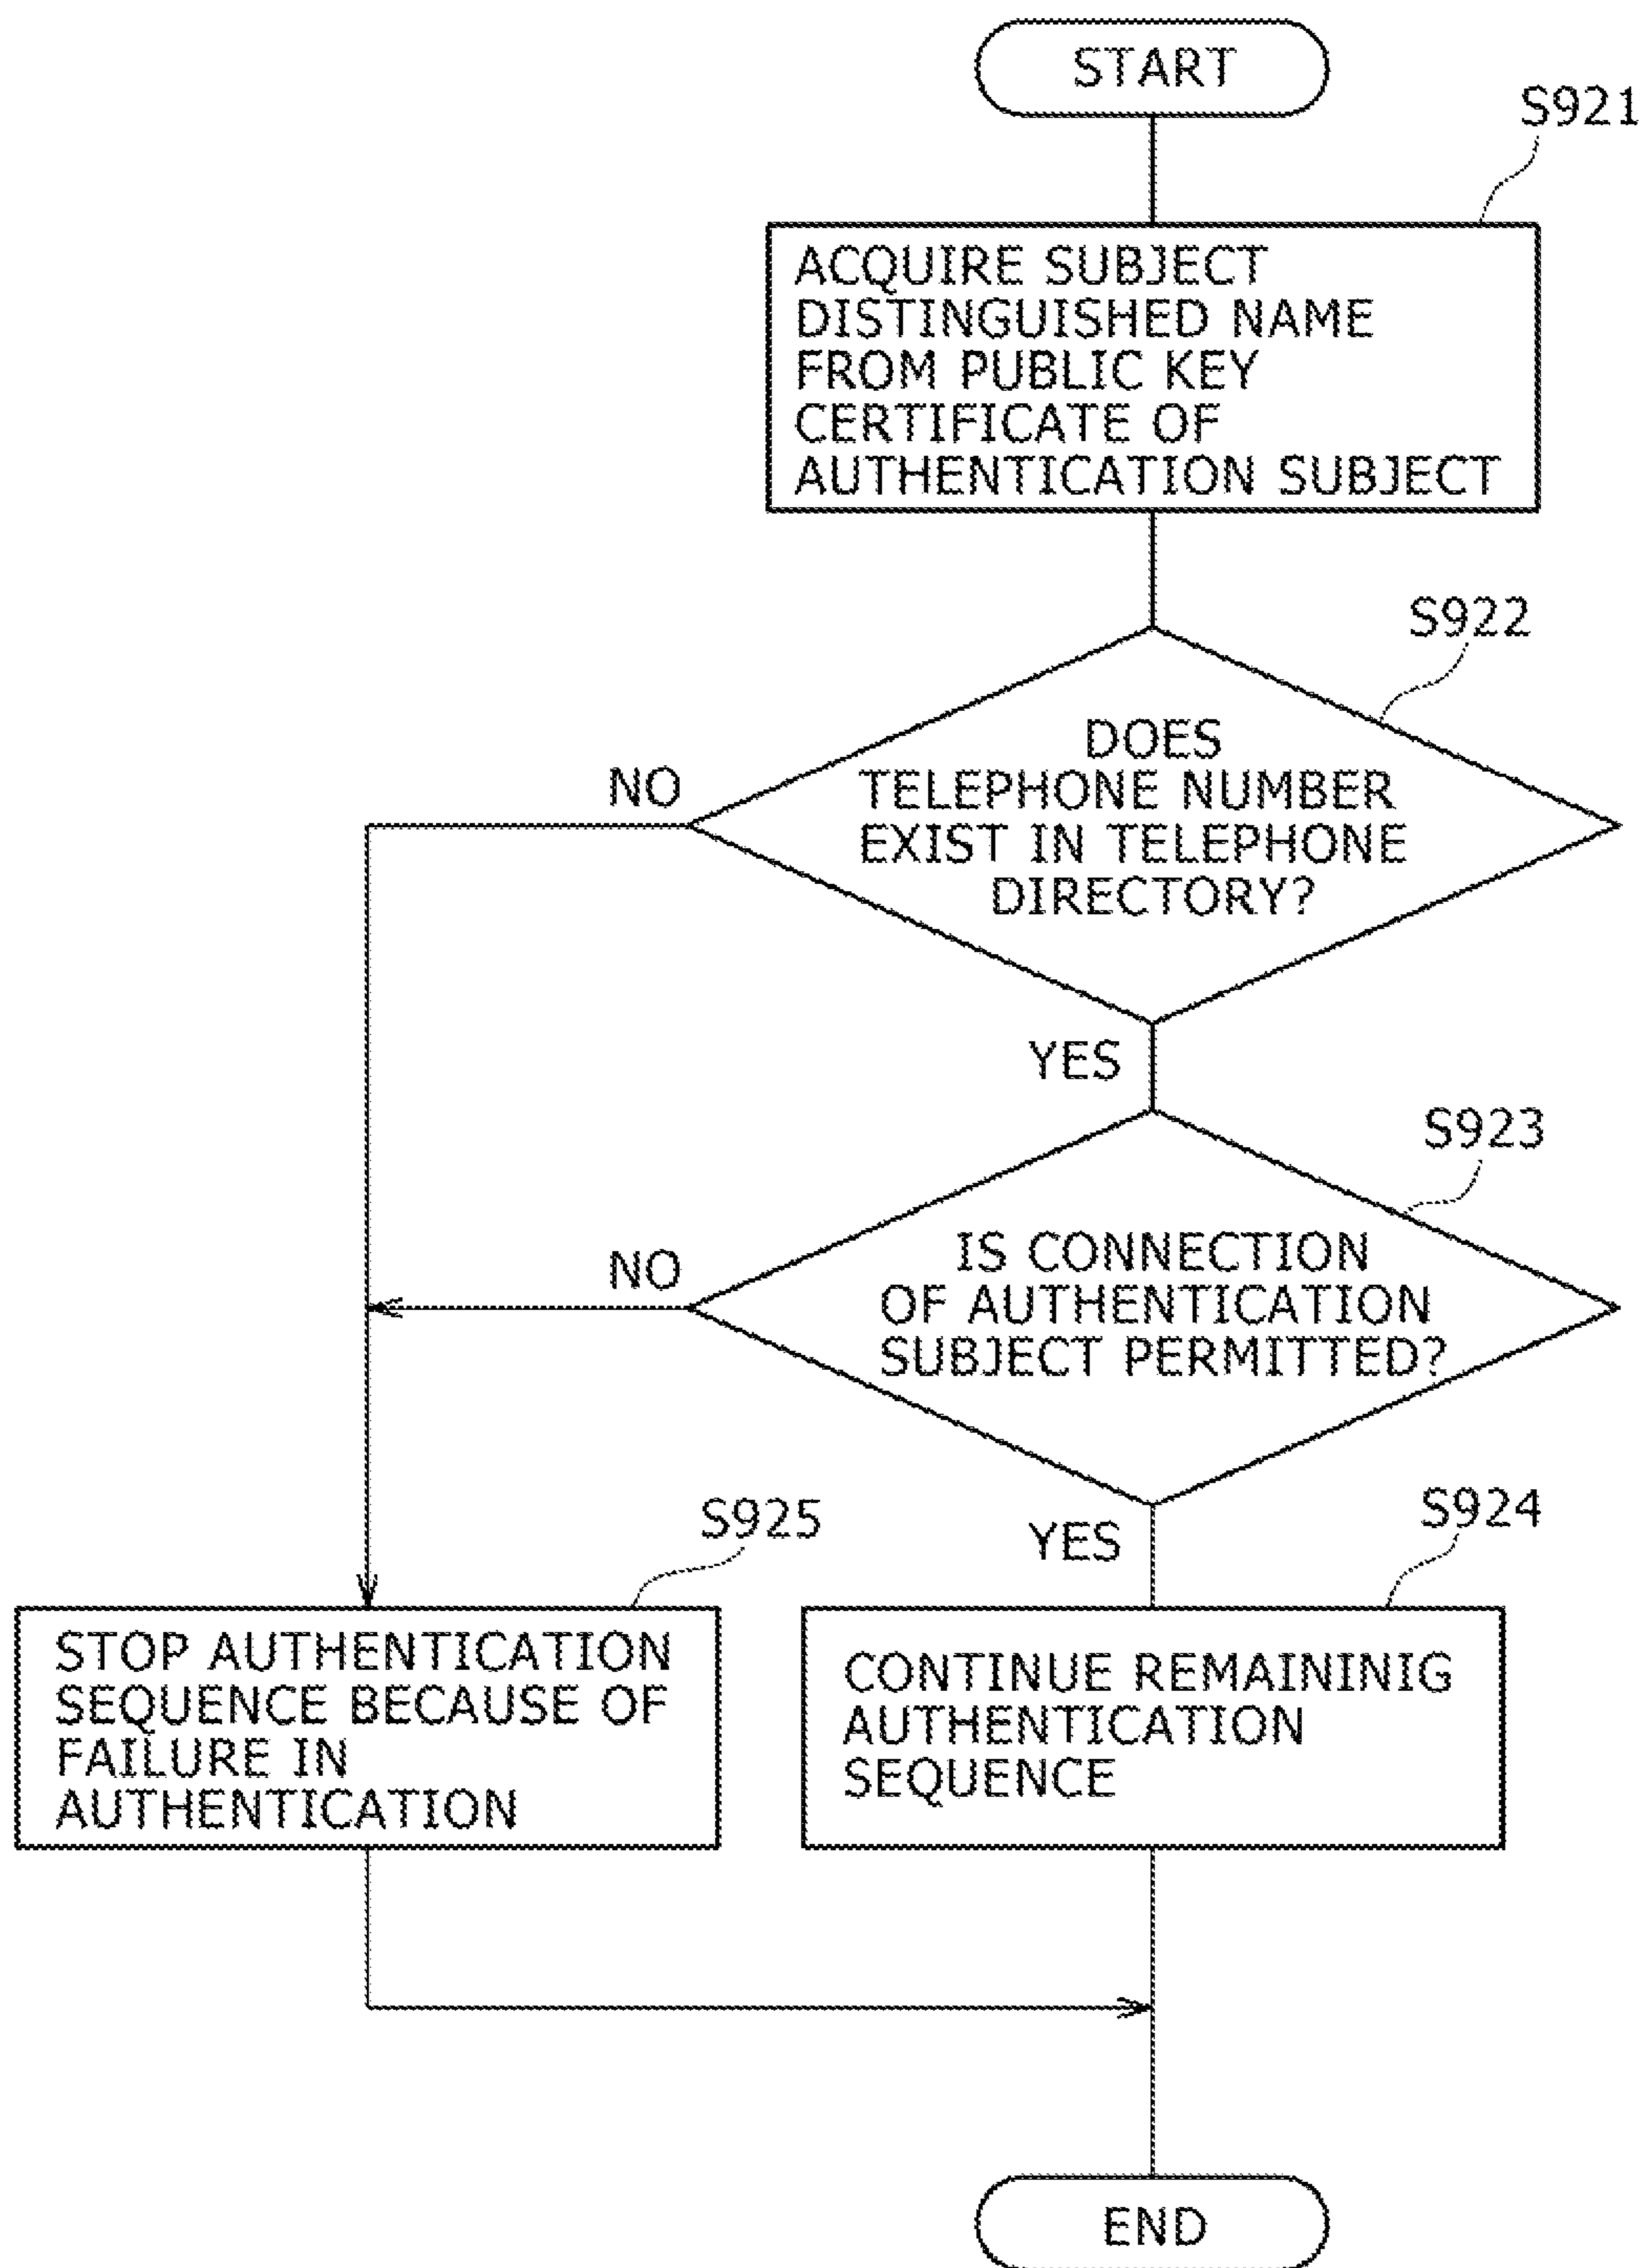 START
S921
ACQUIRE SUBJECT
DISTINGUISHED NAME
FROM PUBLIC KEY
CERTIFICATE OF
AUTHENTICATION SUBJECT
S922
DOES
TELEPHONE NUMBER
EXIST IN TELEPHONE
DIRECTORY?
NO
YES
S923
IS CONNECTION
OF AUTHENTICATION
SUBJECT PERMITTED?
NO
YES
S925
STOP AUTHENTICATION
SEQUENCE BECAUSE OF
FAILURE IN
AUTHENTICATION
S924
CONTINUE REMAININIG
AUTHENTICATION
SEQUENCE
END